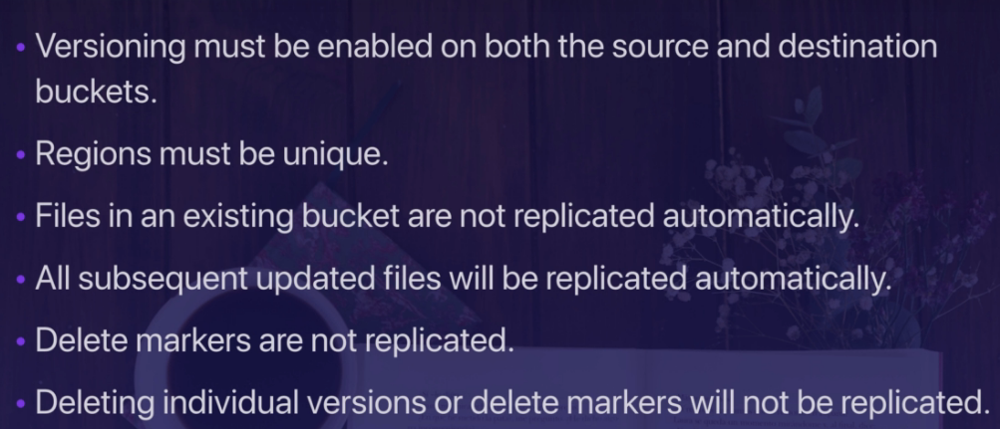 • Versioning must be enabled on both the source and destination
buckets.
• Regions must be unique.
• Files in an existing bucket are not replicated automatically.
• All subsequent updated files will be replicated automatically.
• Delete markers are not replicated.
• Deleting individual versions or delete markers will not be replicated.